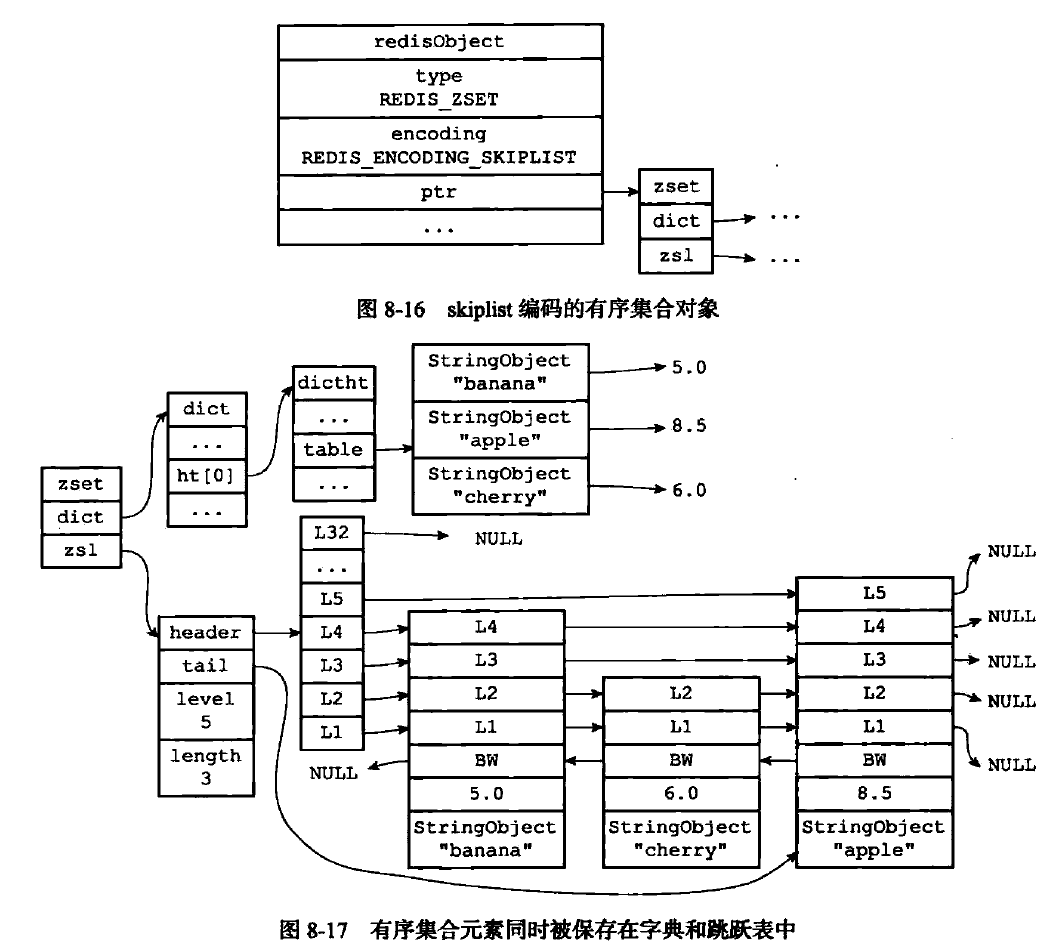 redisObject
type
REDIS_ZSET
encoding
REDIS_ENCODING_SKIPLIST
ptr
...
zset
dict
zsl
...
...
图 8-16 skiplist 编码的有序集合对象
StringObject
"banana"
5.0
StringObject
"apple"
8.5
StringObject
"cherry"
6.0
dictht
...
table
...
dict
...
ht[0]
...
zset
dict
zsl
header
tail
level
5
length
3
L32
...
L5
L4
L3
L2
L1
NULL
NULL
L4
L3
L2
L1
BW
5.0
StringObject
"banana"
L2
L1
BW
6.0
StringObject
"cherry"
L5
L4
L3
L2
L1
BW
8.5
StringObject
"apple"
NULL
NULL
NULL
NULL
NULL
图 8-17 有序集合元素同时被保存在字典和跳跃表中